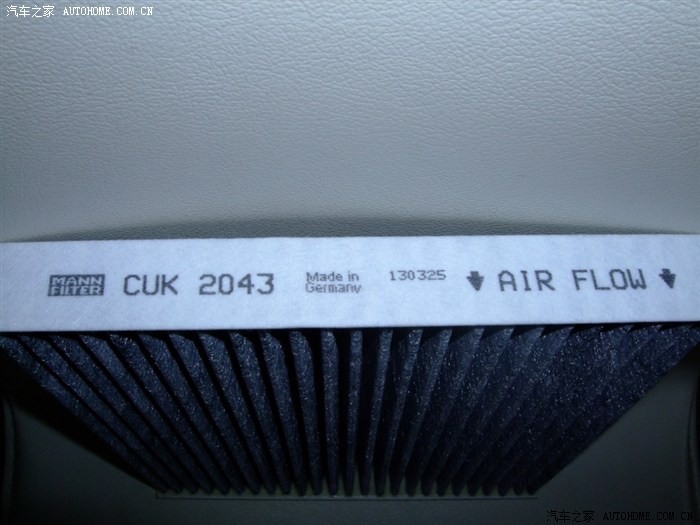 汽车之家 AUTOHOME.COM.CN
MANN
FILTER
CUK 2043
Made in
Germany
130325
AIR FLOW
汽车之家 AUTOHOME.COM.CN